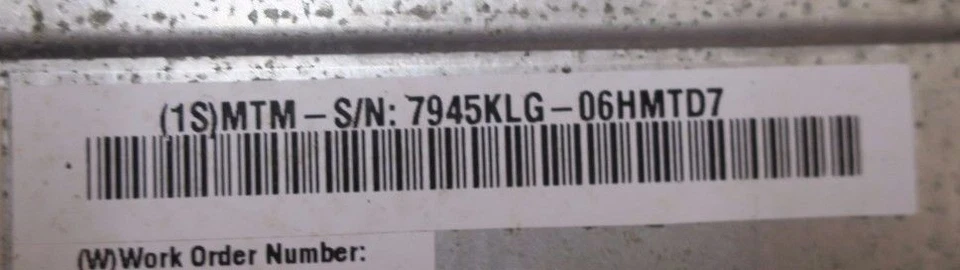 (1S)MTM – S/N: 7945KLG – 06HMTD7
(W)Work Order Number: